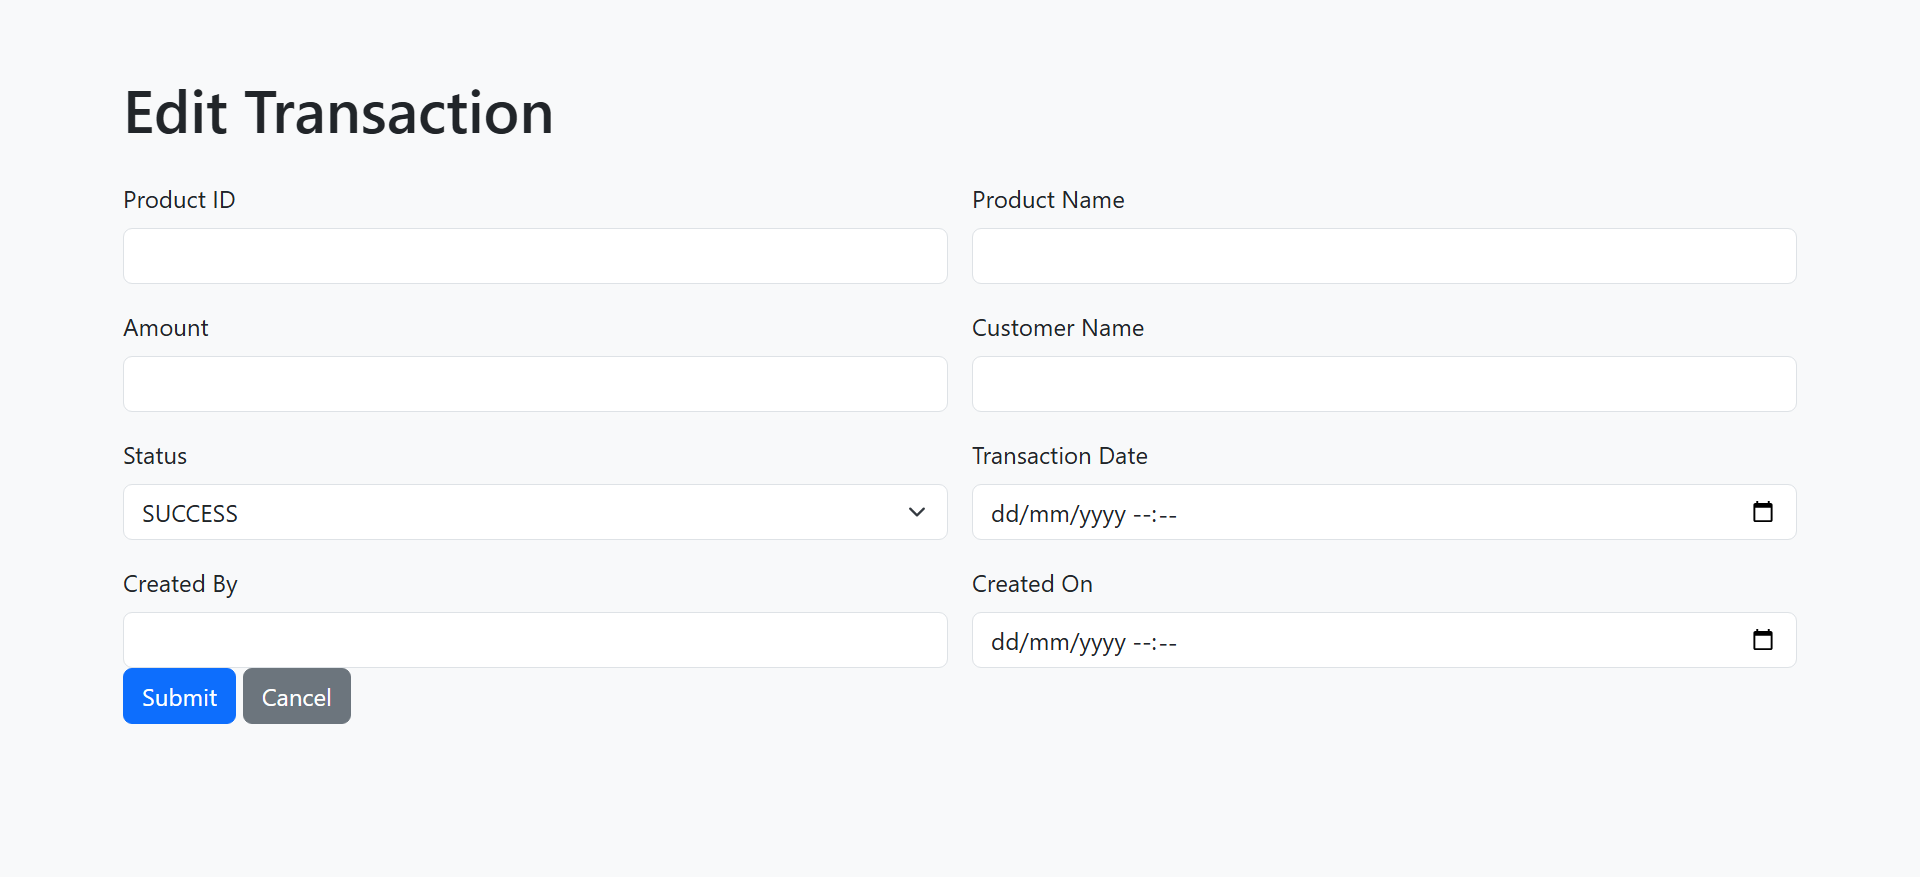 Edit Transaction
Product ID
Product Name
Amount
Customer Name
Status
Transaction Date
SUCCESS
dd/mm/yyyy --:--
Created By
Created On
dd/mm/yyyy --:--
Submit
Cancel